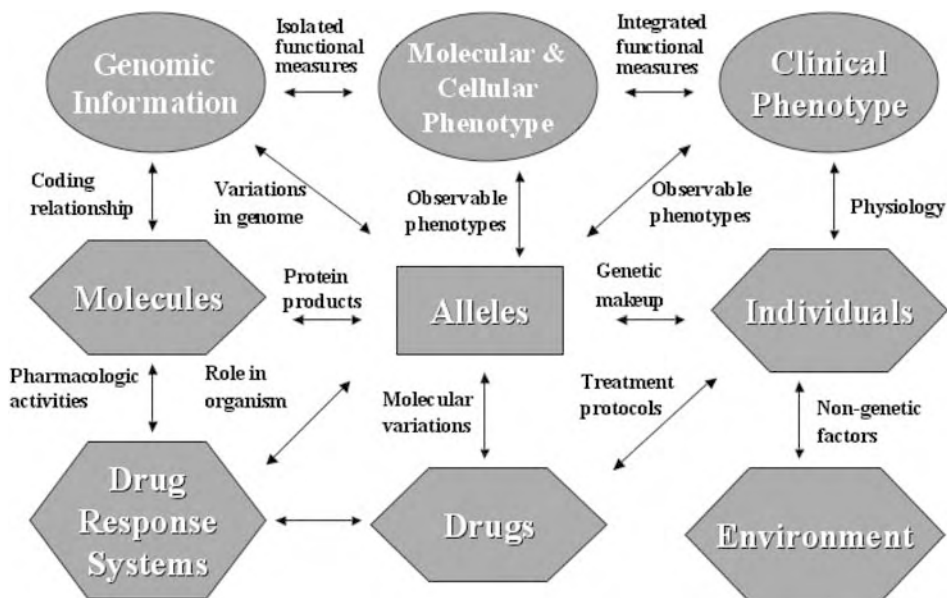 Genomic
Information
Isolated
functional
measures
Molecular &
Cellular
Phenotype
Integrated
functional
measures
Clinical
Phenotype
Coding
relationship
Variations
in genome
Observable
phenotypes
Observable
phenotypes
Physiology
Molecules
Protein
products
Alleles
Genetic
makeup
Individuals
Pharmacologic
activities
Role in
organism
Molecular
variations
Treatment
protocols
Non-genetic
factors
Drug
Response
Systems
Drugs
Environment